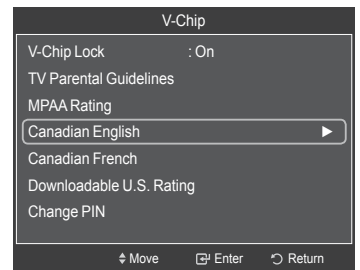 V-Chip
V-Chip Lock : On
TV Parental Guidelines
MPAA Rating
Canadian English
Canadian French
Downloadable U.S. Rating
Change PIN
Move Enter Return